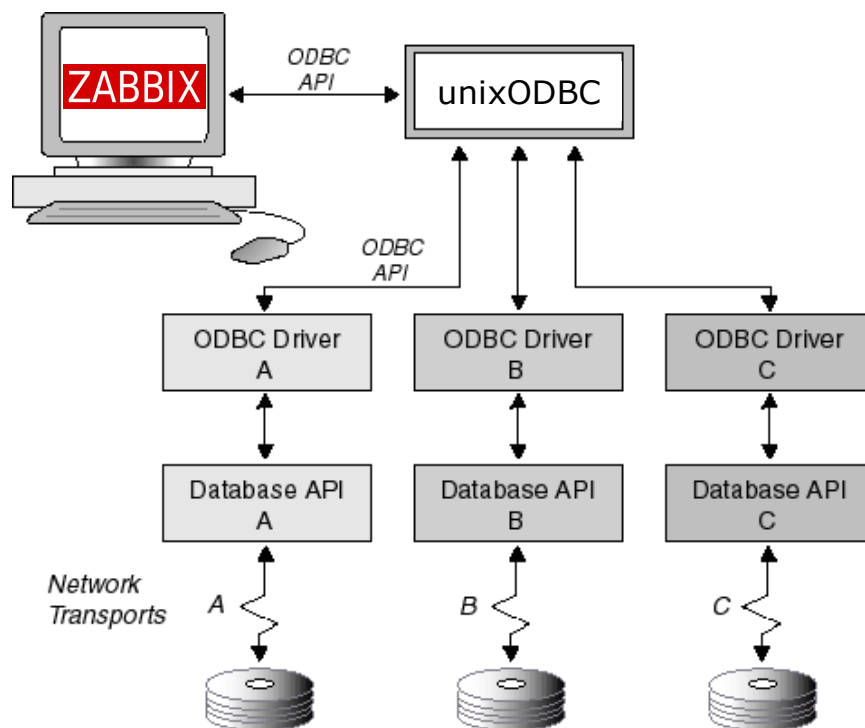 ZABBIX
ODBC
API
unixODBC
ODBC
API
ODBC Driver
A
ODBC Driver
B
ODBC Driver
C
Database API
A
Database API
B
Database API
C
Network
Transports
A
B
C